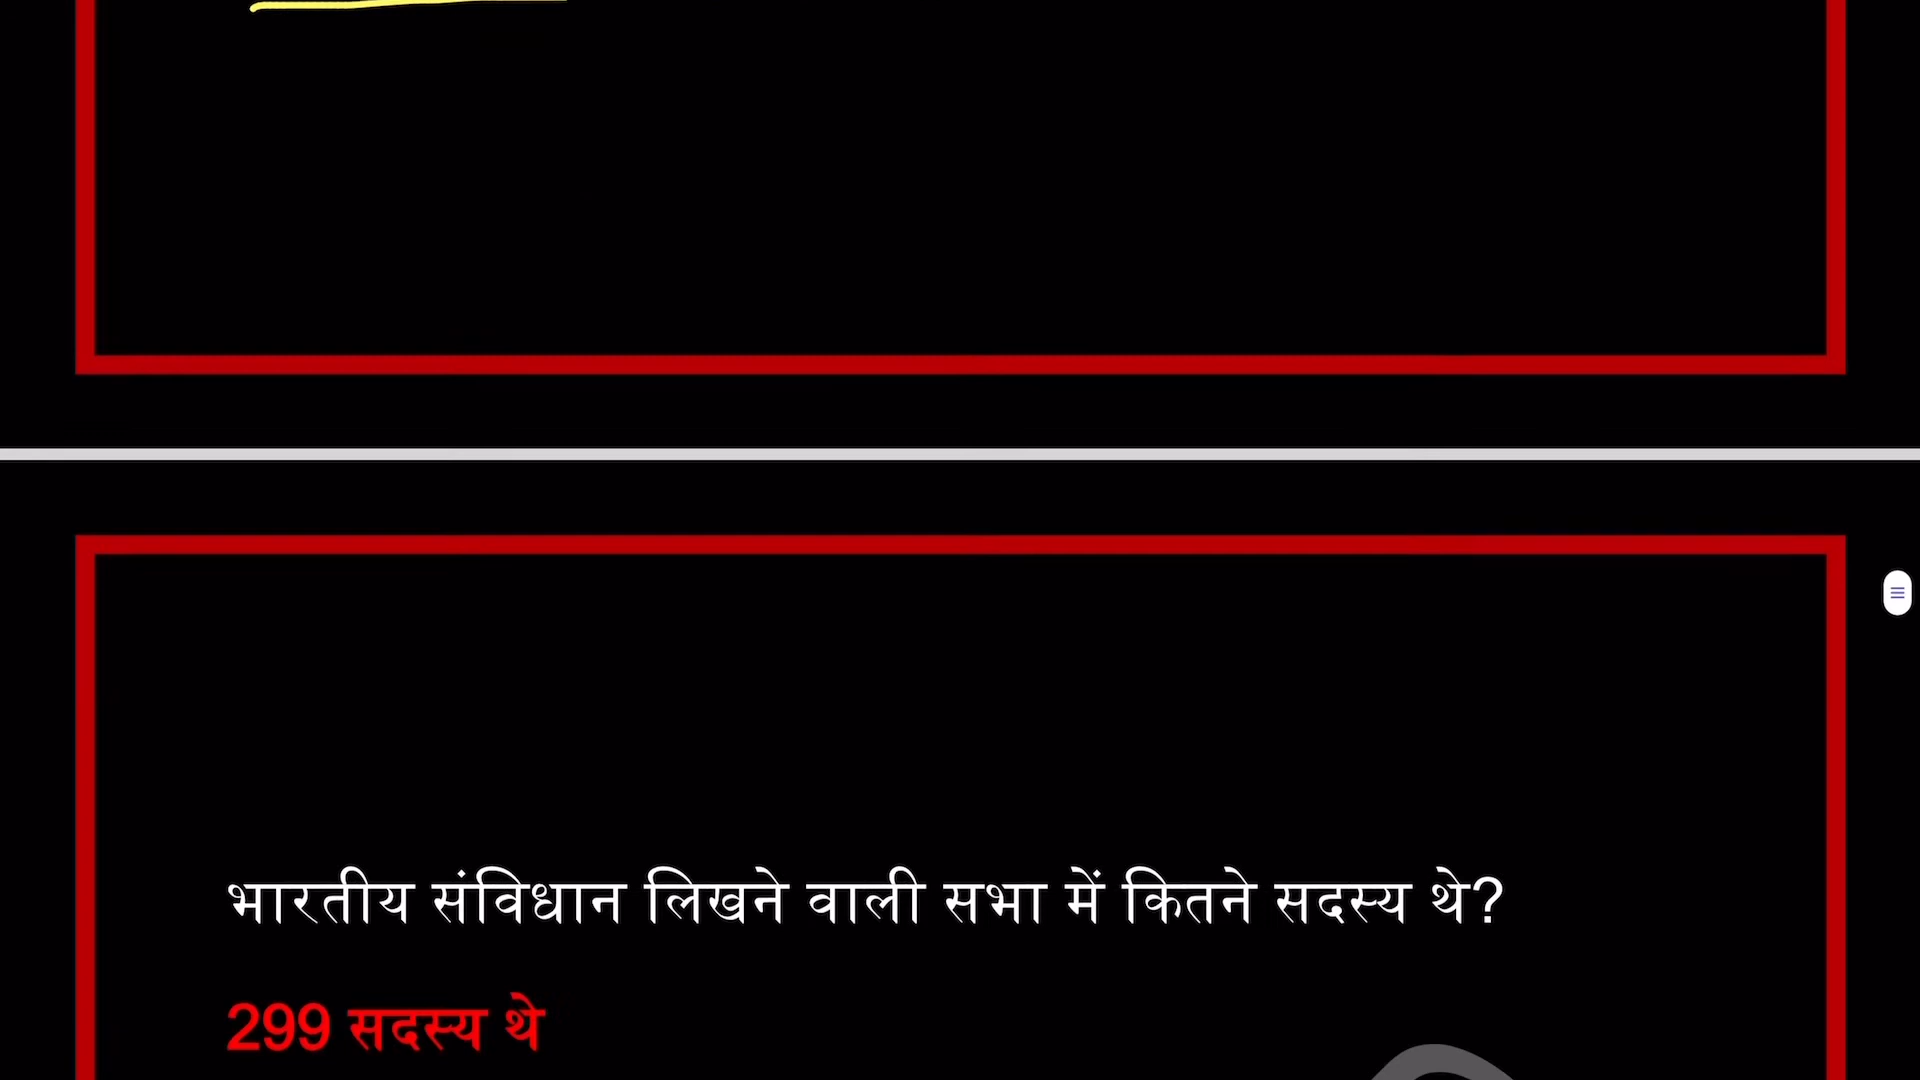 भारतीय संविधान लिखने वाली सभा में कितने सदस्य थे?
299 सदस्य थे